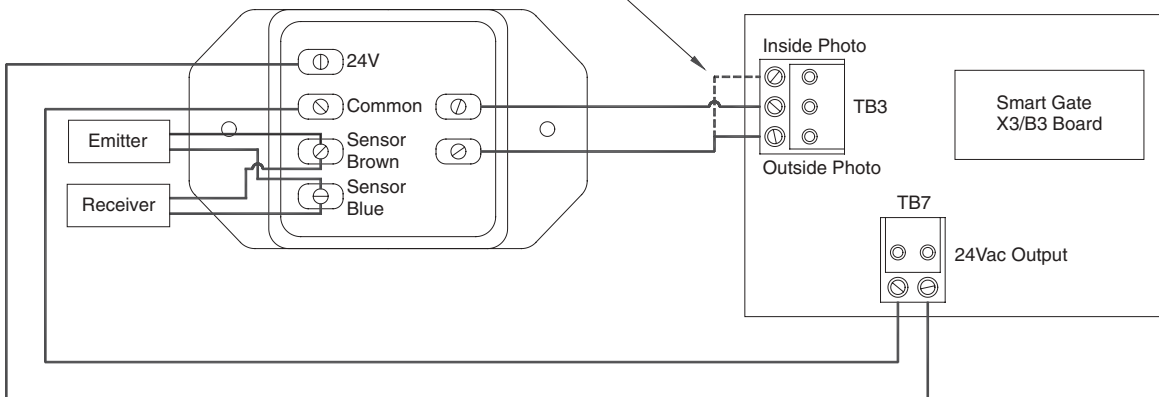 Inside Photo
24V
Common
Emitter
Sensor
Brown
TB3
Smart Gate
X3/B3 Board
Outside Photo
Receiver
Sensor
Blue
TB7
24Vac Output